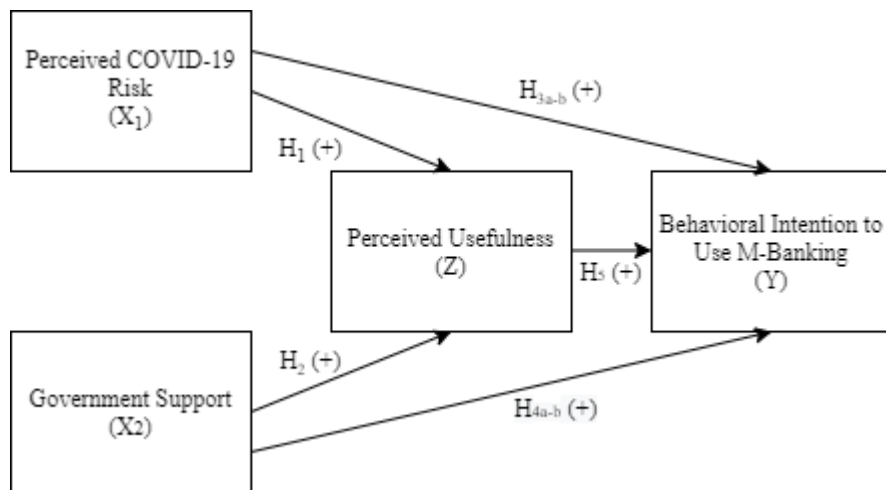 Perceived COVID-19
Risk
(X₁)
H₃ₐ-b (+)
H₁ (+)
Perceived Usefulness
(Z)
Behavioral Intention to
Use M-Banking
(Y)
H₅ (+)
H₂ (+)
Government Support
(X2)
H₄ₐ-b (+)